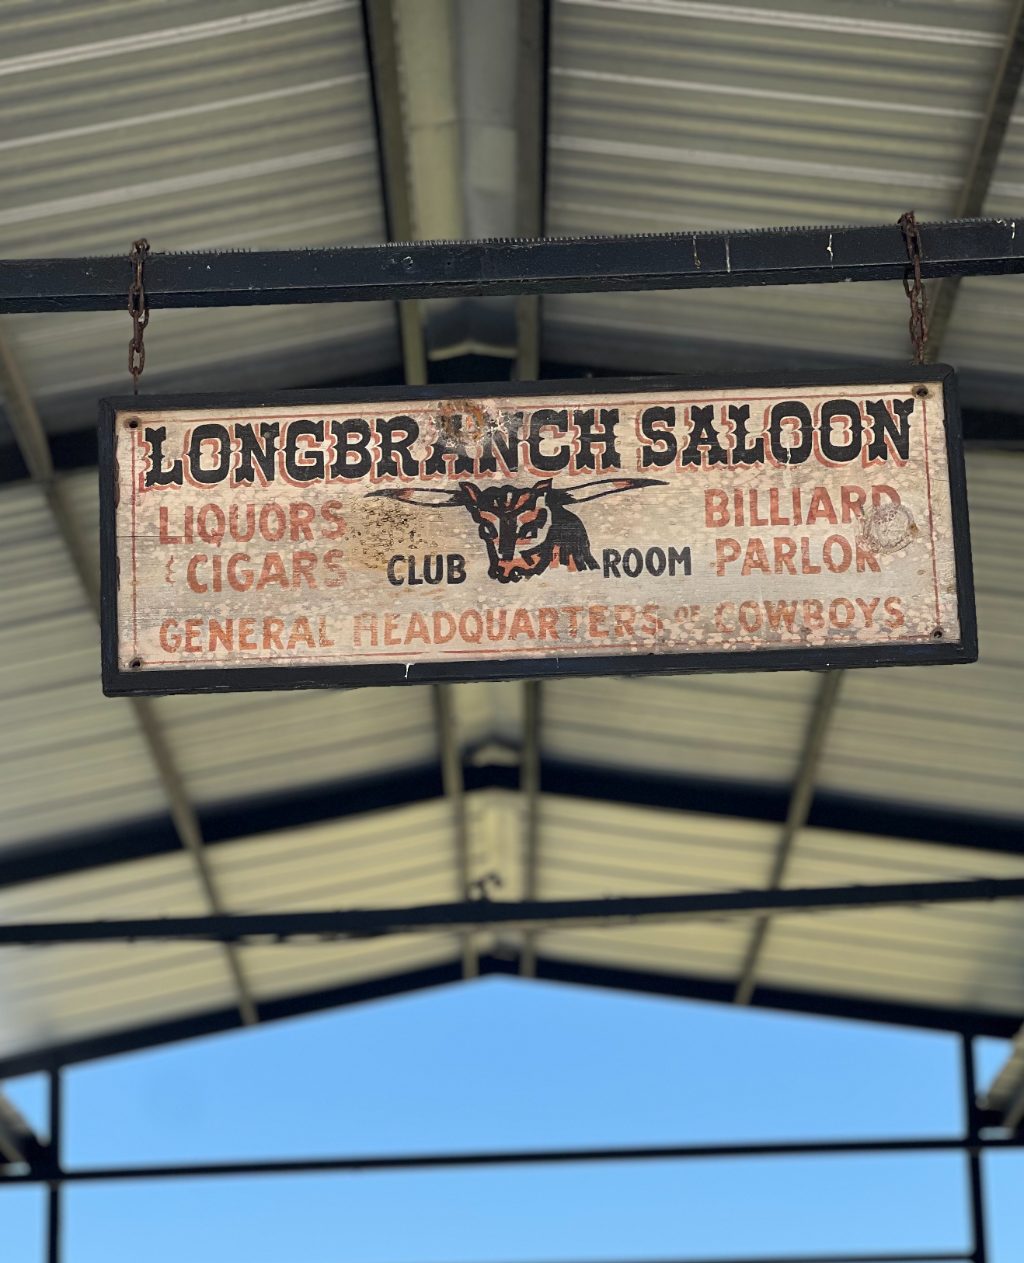 LONGBRANCH SALOON
LIQUORS
& CIGARS
CLUB ROOM
BILLIARD
PARLOR
GENERAL HEADQUARTERS OF COWBOYS